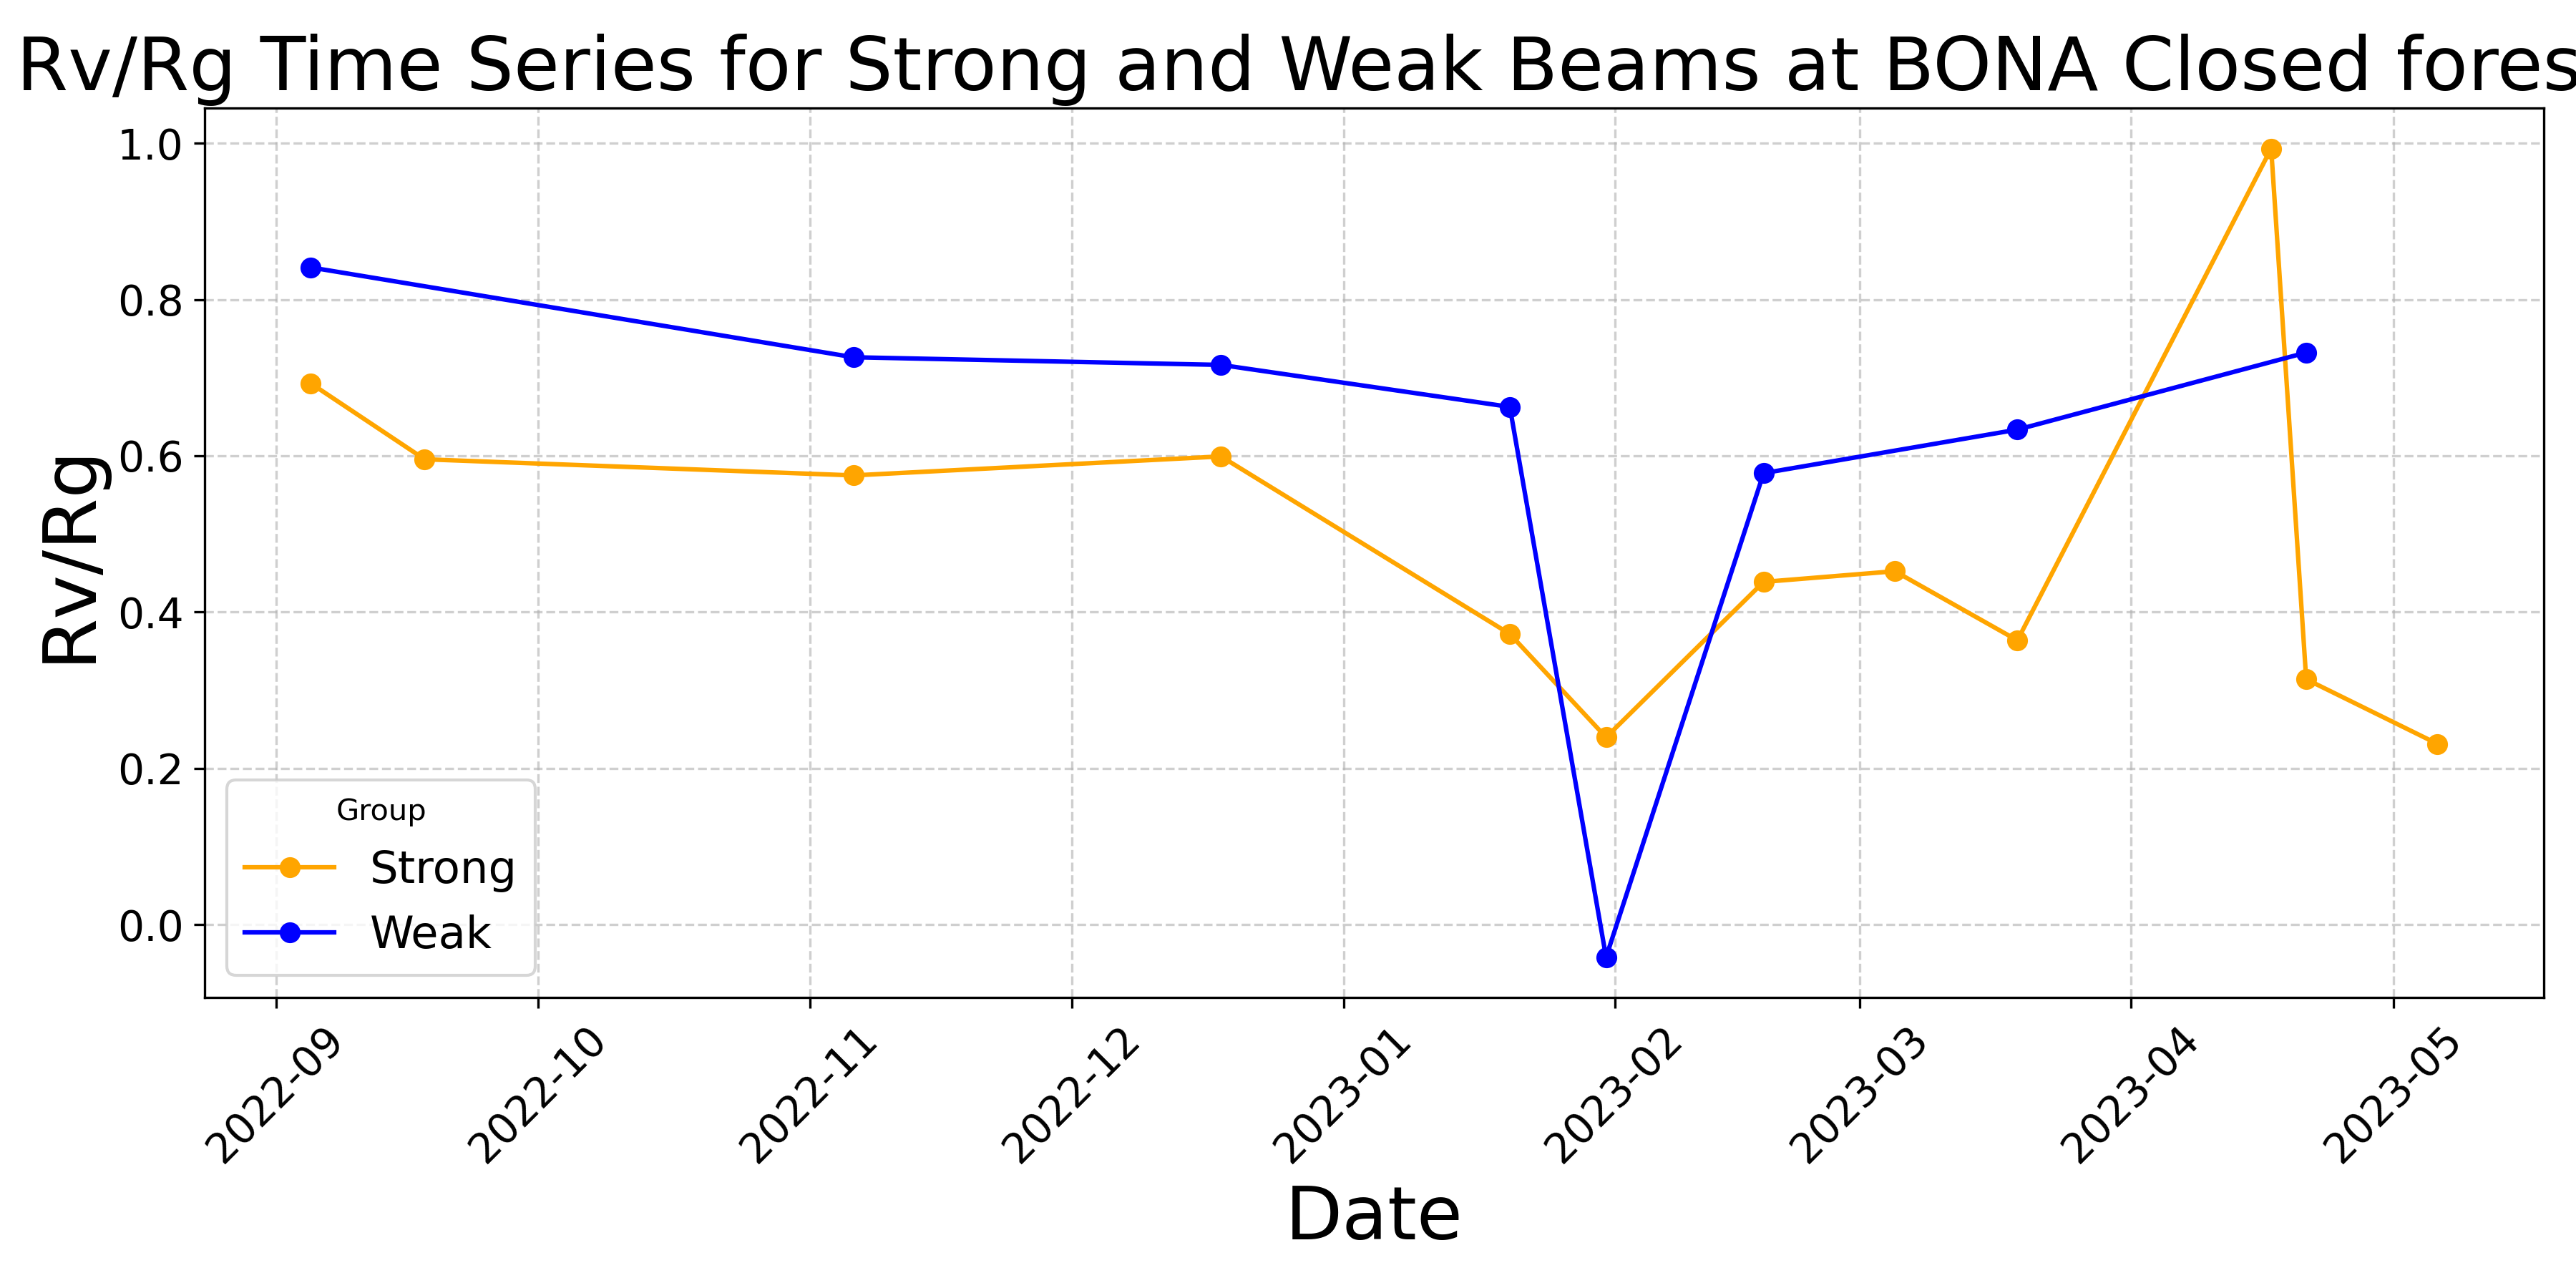 Rv/Rg Time Series for Strong and Weak Beams at BONA Closed fores
1.0
0.8
0.6
0.4
0.2
0.0
Rv/Rg
Group
Strong
Weak
2022-09
2022-10
2022-11
2022-12
2023-01
2023-02
2023-03
2023-04
2023-05
Date